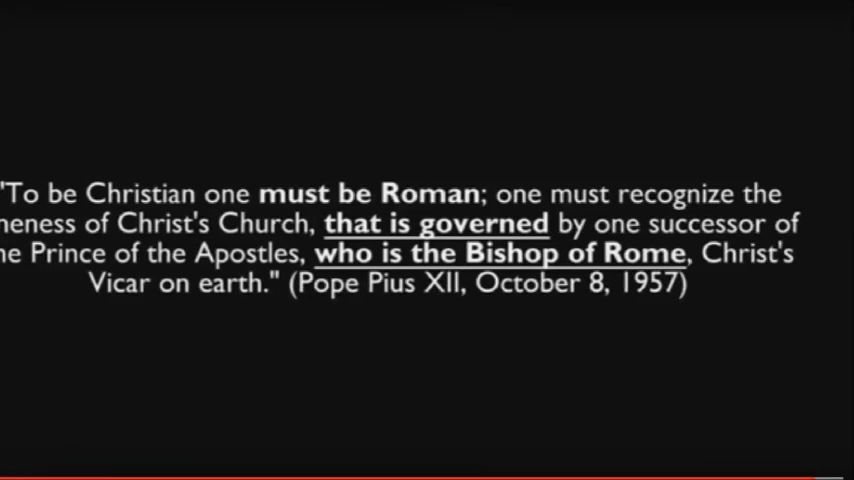 "To be Christian one must be Roman; one must recognize the
neness of Christ's Church, that is governed by one successor of
he Prince of the Apostles, who is the Bishop of Rome, Christ's
Vicar on earth." (Pope Pius XII, October 8, 1957)